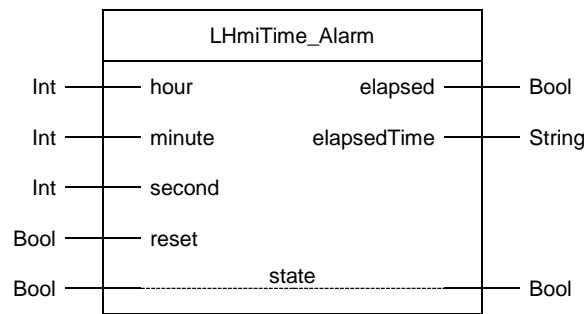 LHmiTime_Alarm
Int hour elapsed Bool
Int minute elapsedTime String
Int second
Bool reset
state
Bool Bool